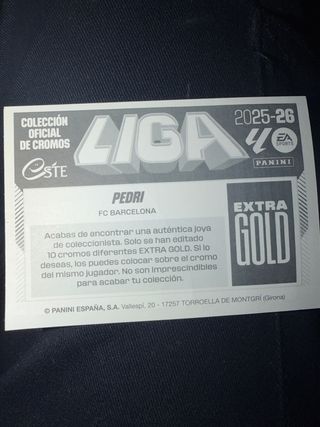 COLECCIÓN
OFICIAL
DE CROMOS
LIGA
2025-26
EA
SPORTS
este
PANINI
PEDRI
FC BARCELONA
Acabas de encontrar una auténtica joya
de coleccionista. Solo se han editado
10 cromos diferentes EXTRA GOLD. Si lo
deseas, los puedes colocar sobre el cromo
del mismo jugador. No son imprescindibles
para acabar tu colección.
EXTRA
GOLD
© PANINI ESPAÑA, S.A. Vallespí, 20 - 17257 TORROELLA DE MONTGRÍ (Girona)